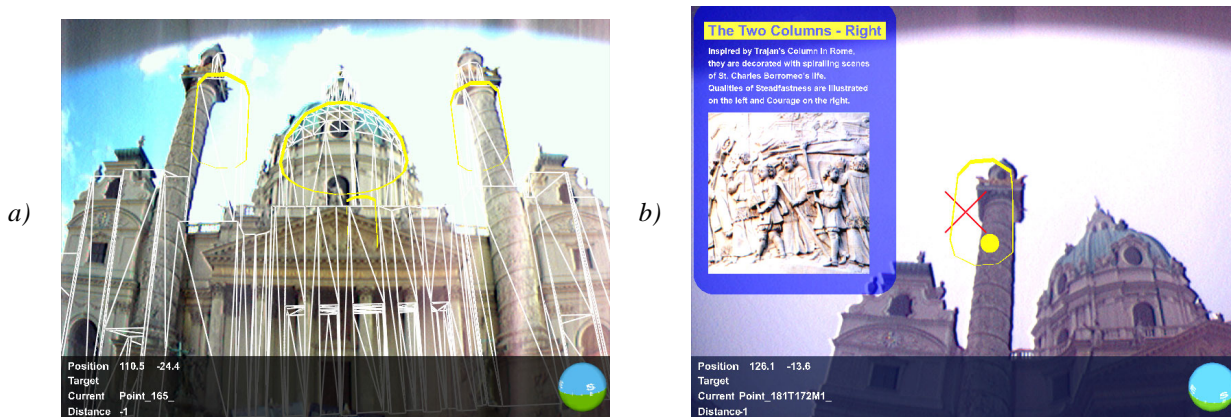 a)
Position 110.5 -24.4
Target
Current Point_165_
Distance -1
b)
The Two Columns - Right
Inspired by Trajan's Column in Rome,
they are decorated with spiralling scenes
of St. Charles Borromeo's life.
Qualities of Steadfastness are illustrated
on the left and Courage on the right.
Position 126.1 -13.6
Target
Current Point_181T172M1_
Distance-1